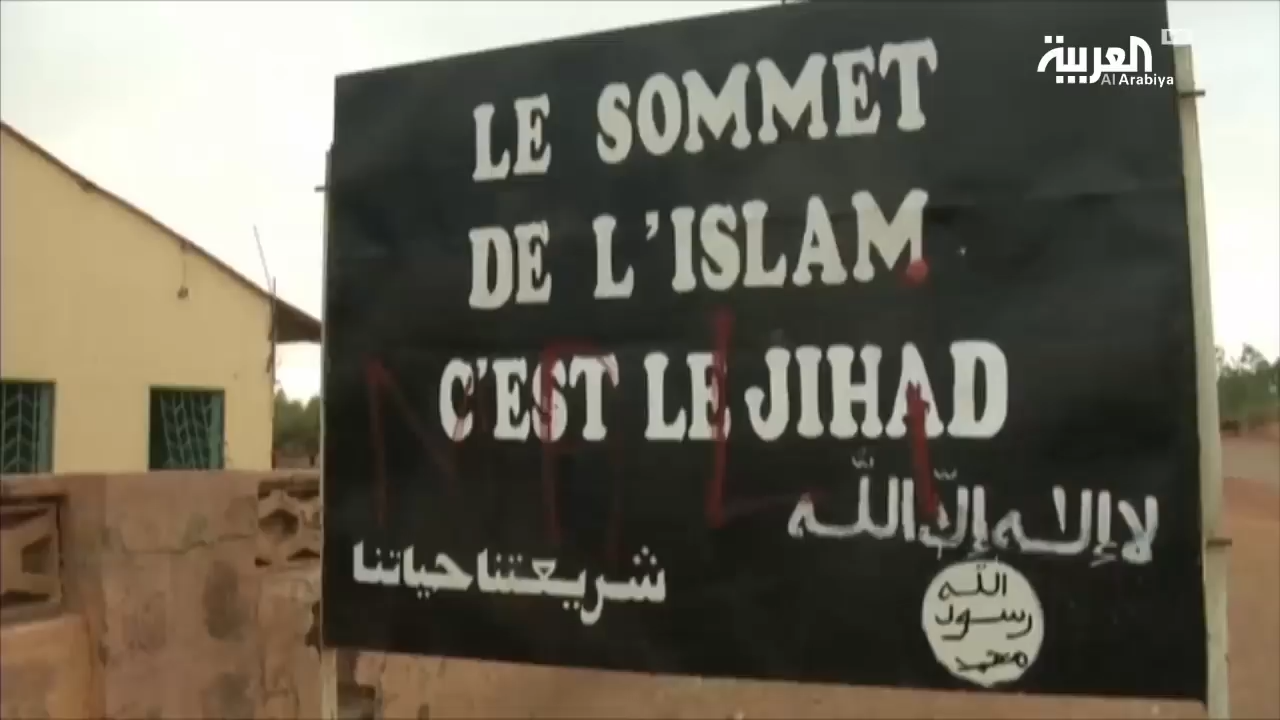 العربية
Al Arabiya
LE SOMMET
DE L'ISLAM
C'EST LE JIHAD
MALI
لا إله إلا الله
شريعتنا حياتنا
الله
رسول
محمد